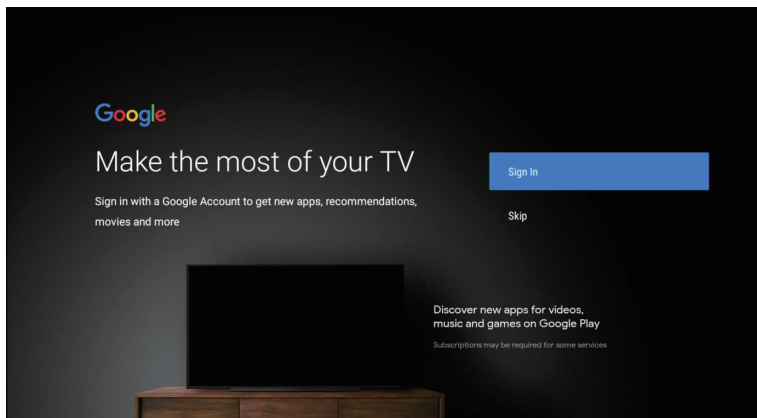 Google
Make the most of your TV
Sign in with a Google Account to get new apps, recommendations,
movies and more
Sign In
Skip
Discover new apps for videos,
music and games on Google Play
Subscriptions may be required for some services